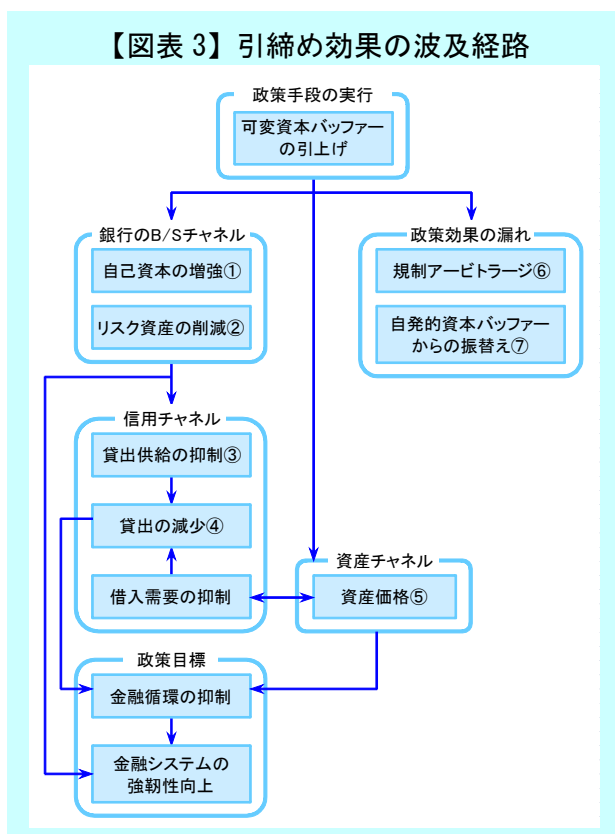 【図表 3】 引締め効果の波及経路
政策手段の実行
可変資本バッファー
の引上げ
銀行のB/Sチャネル
自己資本の増強①
リスク資産の削減②
政策効果の漏れ
規制アービトラージ⑥
自発的資本バッファー
からの振替え⑦
信用チャネル
貸出供給の抑制③
貸出の減少④
借入需要の抑制
資産チャネル
資産価格⑤
政策目標
金融循環の抑制
金融システムの
強靭性向上